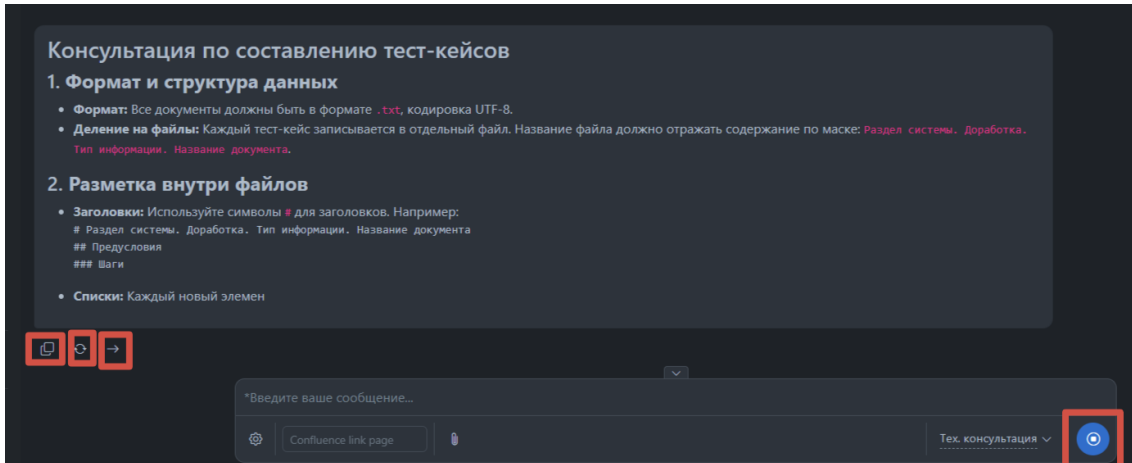 Консультация по составлению тест-кейсов
1. Формат и структура данных
• Формат: Все документы должны быть в формате .txt, кодировка UTF-8.
• Деление на файлы: Каждый тест-кейс записывается в отдельный файл. Название файла должно отражать содержание по маске: Раздел системы. Доработка.
Тип информации. Название документа.
2. Разметка внутри файлов
• Заголовки: Используйте символы # для заголовков. Например:
# Раздел системы. Доработка. Тип информации. Название документа
## Предусловия
### Шаги
• Списки: Каждый новый элемен
*Введите ваше сообщение...
Confluence link page
Тех. консультация